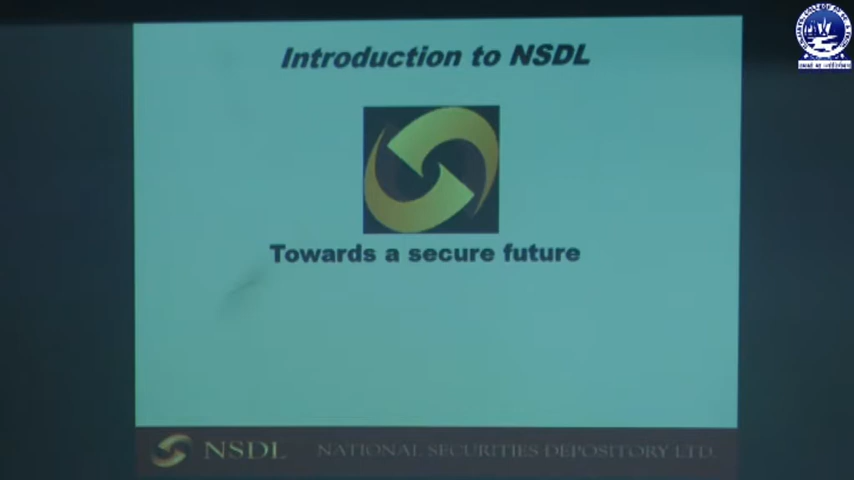 Introduction to NSDL
Towards a secure future
NSDL NATIONAL SECURITIES DEPOSITORY LTD.